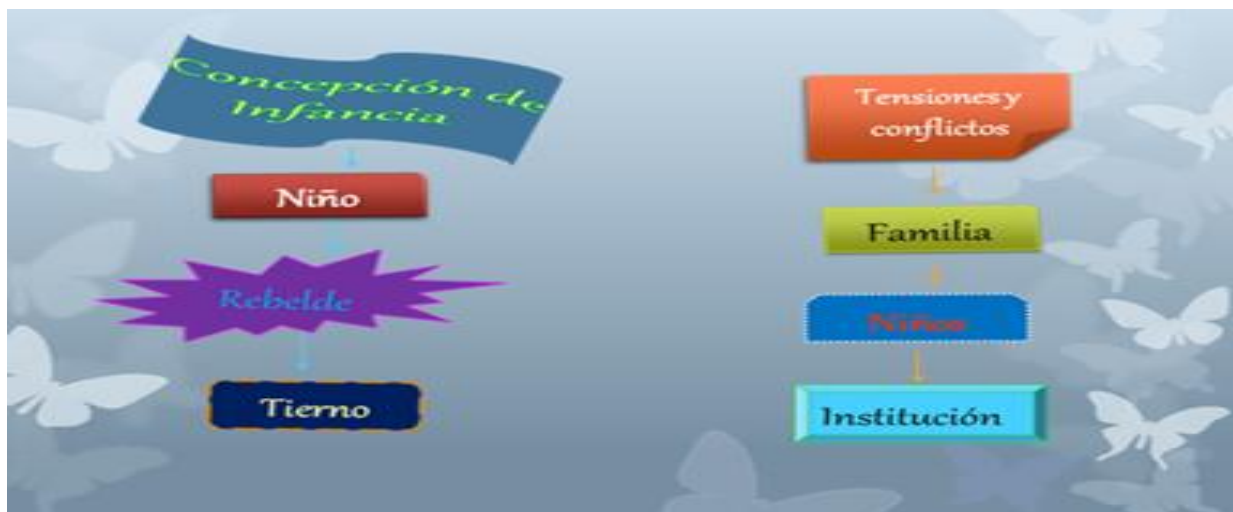 Concepción de
Infancia
Niño
Rebelde
Tierno
Tensiones y
conflictos
Familia
Niños
Institución